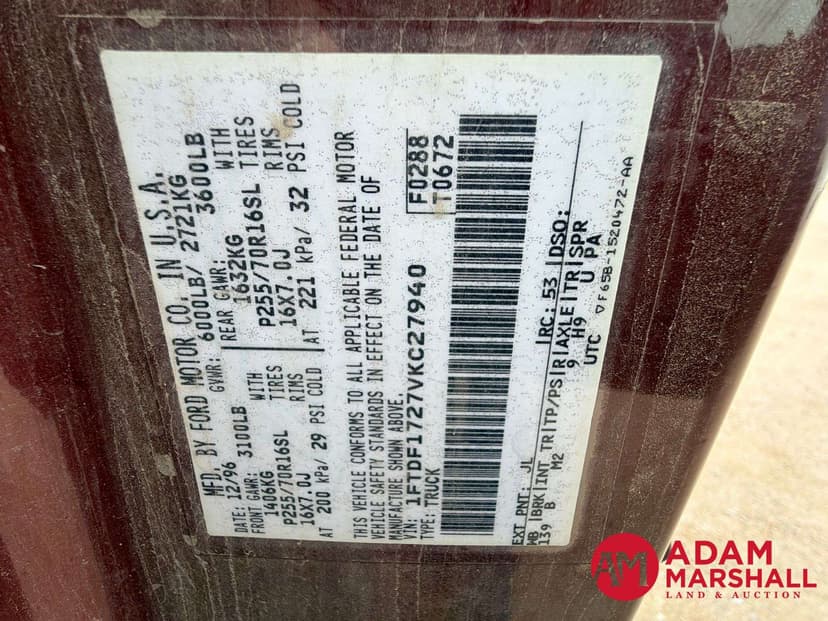 MFD. BY FORD MOTOR CO. IN U.S.A.
DATE: 12/96 GVWR: 6000LB/ 2721KG
FRONT GAWR: 3100LB REAR GAWR: 3600LB
1406KG WITH 1632KG WITH
P255/70R16SL TIRES P255/70R16SL TIRES
16X7.0J RIMS 16X7.0J RIMS
AT 200 kPa/ 29 PSI COLD AT 221 kPa/ 32 PSI COLD
THIS VEHICLE CONFORMS TO ALL APPLICABLE FEDERAL MOTOR
VEHICLE SAFETY STANDARDS IN EFFECT ON THE DATE OF
MANUFACTURE SHOWN ABOVE.
VIN: 1FTDF1727VKC27940 F0288
TYPE: TRUCK T0672
EXT PNT: JL RC: 53 DSO:
WB BRK INT TR TP/PS R AXLE TR SPR
139 B M2 9 H9 U PA
UTC ▽F65B-1520472-AA
AM ADAM
MARSHALL
LAND & AUCTION